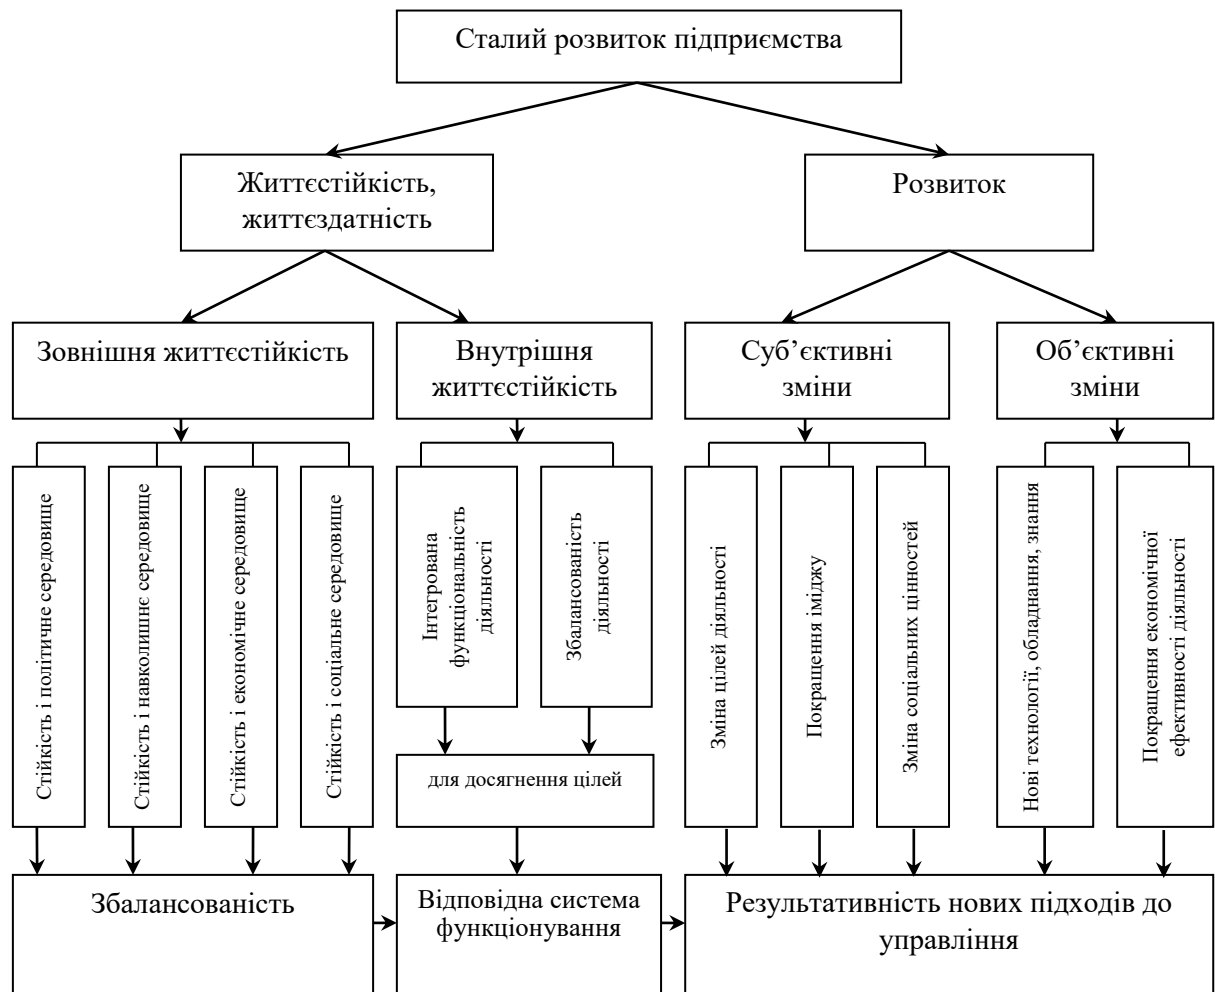 Сталий розвиток підприємства
Життєстійкість,
життєздатність
Розвиток
Зовнішня життєстійкість
Внутрішня
життєстійкість
Суб’єктивні
зміни
Об’єктивні
зміни
Стійкість і політичне середовище
Стійкість і навколишнє середовище
Стійкість і економічне середовище
Стійкість і соціальне середовище
Інтегрована
функціональність
діяльності
Збалансованість
діяльності
Зміна цілей діяльності
Покращення іміджу
Зміна соціальних цінностей
Нові технології, обладнання, знання
Покращення економічної
ефективності діяльності
для досягнення цілей
Збалансованість
Відповідна система
функціонування
Результативність нових підходів до
управління